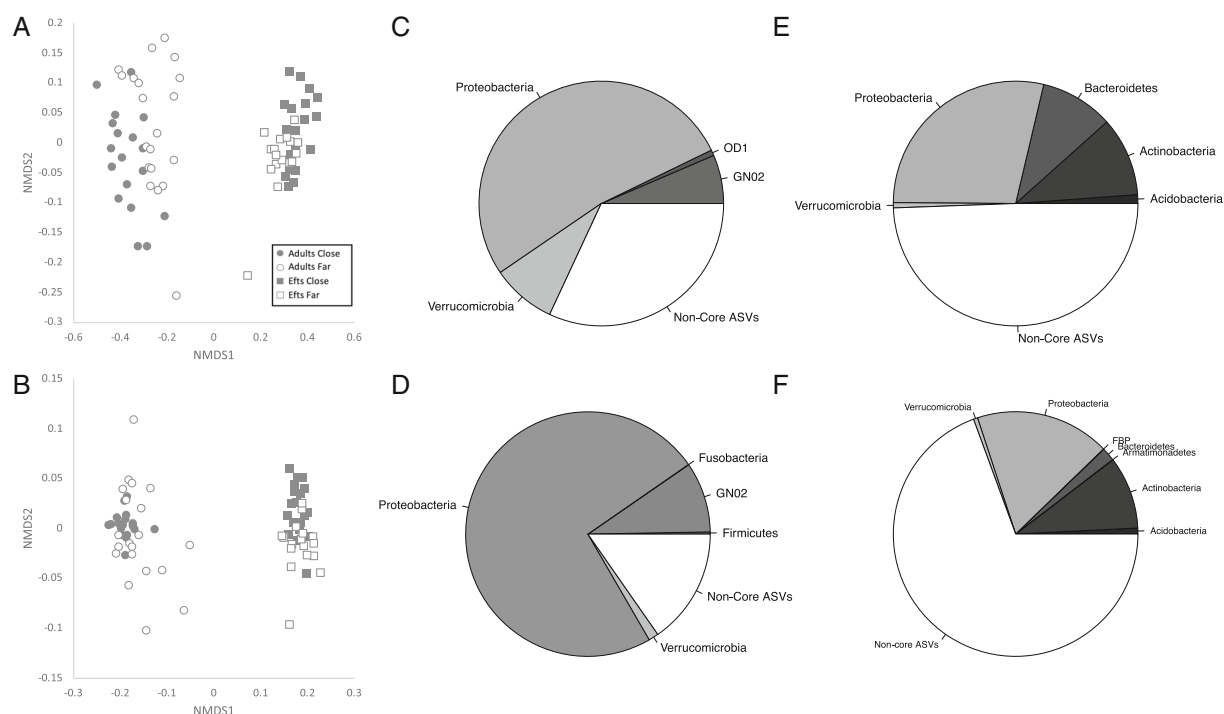 A
0.2
0.15
0.1
0.05
0
-0.05
-0.1
-0.15
-0.2
-0.25
-0.3
NMDS2
-0.6
-0.4
-0.2
0
0.2
0.4
0.6
NMDS1
Adults Close
Adults Far
Efts Close
Efts Far
C
Proteobacteria
OD1
GN02
Verrucomicrobia
Non-Core ASVs
E
Proteobacteria
Bacteroidetes
Actinobacteria
Acidobacteria
Verrucomicrobia
Non-Core ASVs
B
0.15
0.1
0.05
0
-0.05
-0.1
-0.15
NMDS2
-0.3
-0.2
-0.1
0
0.1
0.2
0.3
NMDS1
D
Proteobacteria
Fusobacteria
GN02
Firmicutes
Non-Core ASVs
Verrucomicrobia
F
Verrucomicrobia
Proteobacteria
FBP
Bacteroidetes
Armatimonadetes
Actinobacteria
Acidobacteria
Non-core ASVs